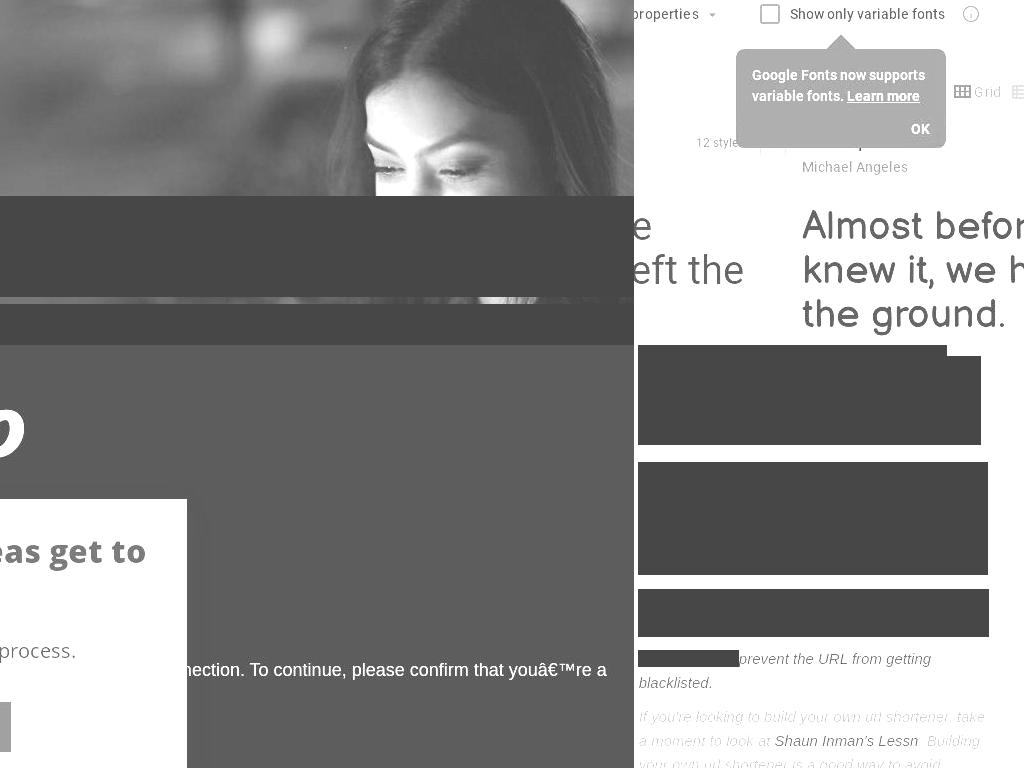 properties
Show only variable fonts
Google Fonts now supports
variable fonts. Learn more
OK
Grid
12 style
Michael Angeles
e
eft the
Almost befor
knew it, we h
the ground.
o
eas get to
process.
nection. To continue, please confirm that youâ€™re a
prevent the URL from getting
blacklisted.
If you're looking to build your own url shortener, take
a moment to look at Shaun Inman's Lessn. Building
your own url shortener is a good way to avoid